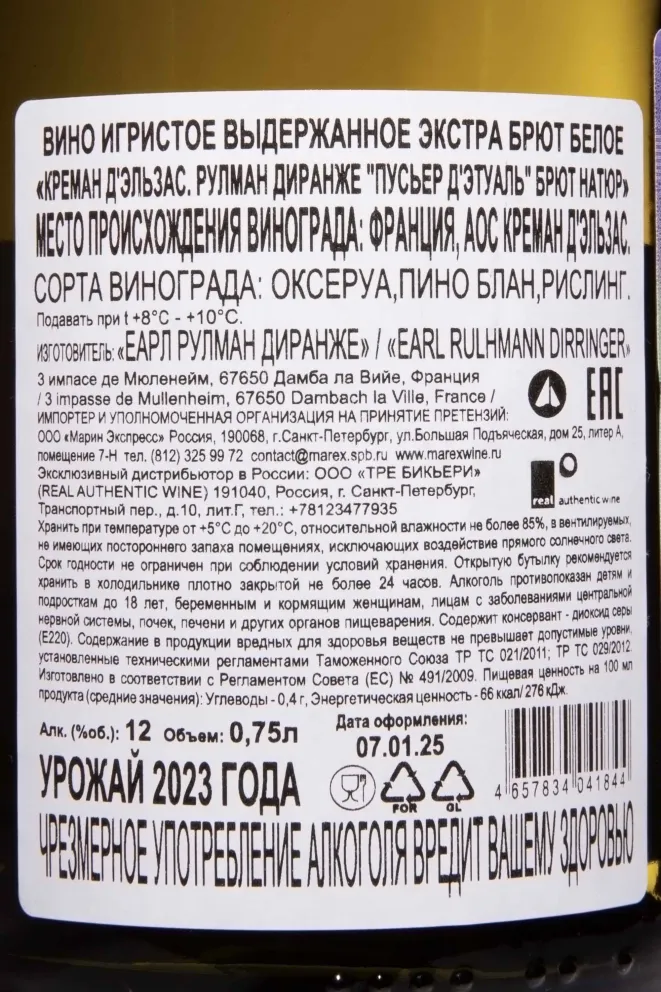 ВИНО ИГРИСТОЕ ВЫДЕРЖАННОЕ ЭКСТРА БРЮТ БЕЛОЕ
«КРЕМАН Д'ЭЛЬЗАС. РУЛМАН ДИРАНЖЕ "ПУСЬЕР Д'ЭТУАЛЬ" БРЮТ НАТЮР»
МЕСТО ПРОИСХОЖДЕНИЯ ВИНОГРАДА: ФРАНЦИЯ, АОС КРЕМАН Д'ЭЛЬЗАС.
СОРТА ВИНОГРАДА: ОКСЕРУА,ПИНО БЛАН,РИСЛИНГ.
Подавать при t +8°C - +10°C.
ИЗГОТОВИТЕЛЬ: «ЕАРЛ РУЛМАН ДИРАНЖЕ» / «EARL RULHMANN DIRRINGER»
3 импасе де Мюленейм, 67650 Дамба ла Вийе, Франция
/ 3 impasse de Mullenheim, 67650 Dambach la Ville, France /
ИМПОРТЕР И УПОЛНОМОЧЕННАЯ ОРГАНИЗАЦИЯ НА ПРИНЯТИЕ ПРЕТЕНЗИЙ:
ООО «Марин Экспресс» Россия, 190068, г.Санкт-Петербург, ул.Большая Подъяческая, дом 25, литер А,
помещение 7-Н тел. (812) 325 99 72 contact@marex.spb.ru www.marexwine.ru
Эксклюзивный дистрибьютор в России: ООО «ТРЕ БИКЬЕРИ»
(REAL AUTHENTIC WINE) 191040, Россия, г. Санкт-Петербург,
Транспортный пер., д.10, лит.Г, тел.: +78123477935
EAC
real authentic wine
Хранить при температуре от +5°С до +20°С, относительной влажности не более 85%, в вентилируемых,
не имеющих постороннего запаха помещениях, исключающих воздействие прямого солнечного света.
Срок годности не ограничен при соблюдении условий хранения. Открытую бутылку рекомендуется
хранить в холодильнике плотно закрытой не более 24 часов. Алкоголь противопоказан детям и
подросткам до 18 лет, беременным и кормящим женщинам, лицам с заболеваниями центральной
нервной системы, почек, печени и других органов пищеварения. Содержит консервант - диоксид серы
(Е220). Содержание в продукции вредных для здоровья веществ не превышает допустимые уровни,
установленные техническими регламентами Таможенного Союза ТР ТС 021/2011; ТР ТС 029/2012.
Изготовлено в соответствии с Регламентом Совета (ЕС) № 491/2009. Пищевая ценность на 100 мл
продукта (средние значения): Углеводы - 0,4 г, Энергетическая ценность - 66 ккал/ 276 кДж.
Алк. (%об.): 12 Объем: 0,75л
Дата оформления:
07.01.25
УРОЖАЙ 2023 ГОДА
FOR
GL
4 657834 041844
ЧРЕЗМЕРНОЕ УПОТРЕБЛЕНИЕ АЛКОГОЛЯ ВРЕДИТ ВАШЕМУ ЗДОРОВЬЮ